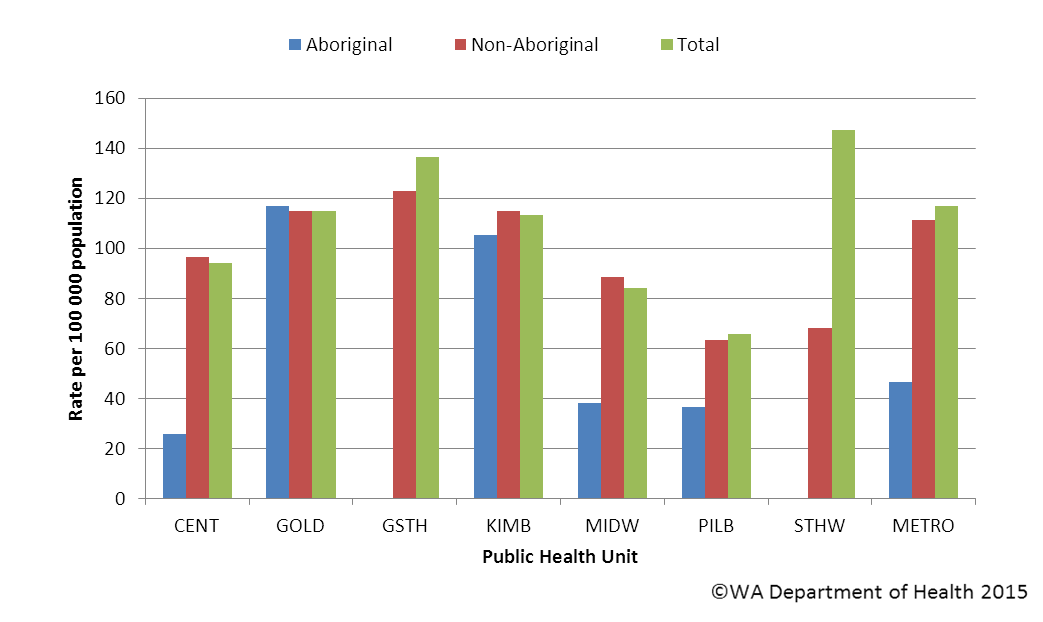 Aboriginal Non-Aboriginal Total
160
140
120
100
80
60
40
20
0
Rate per 100 000 population
CENT GOLD GSTH KIMB MIDW PILB STHW METRO
Public Health Unit
©WA Department of Health 2015